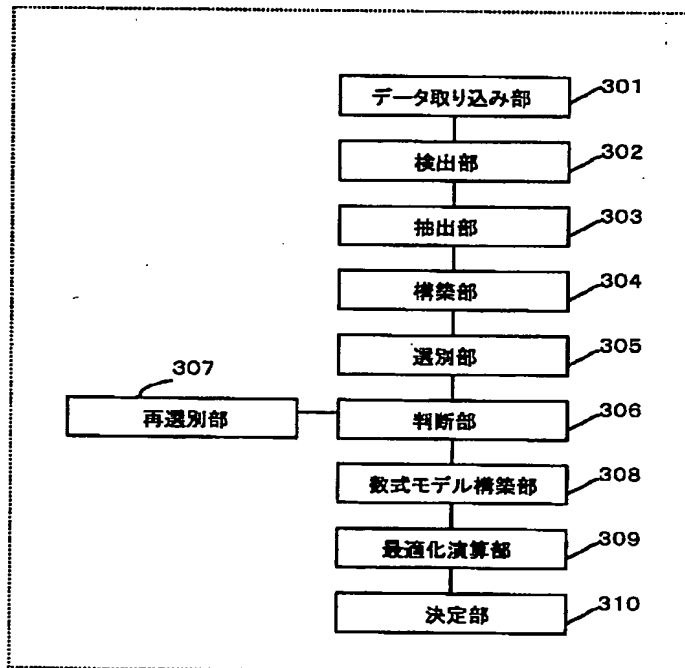 データ取り込み部
301
検出部
302
抽出部
303
構築部
304
選別部
305
307
再選別部
判断部
306
数式モデル構築部
308
最適化演算部
309
決定部
310